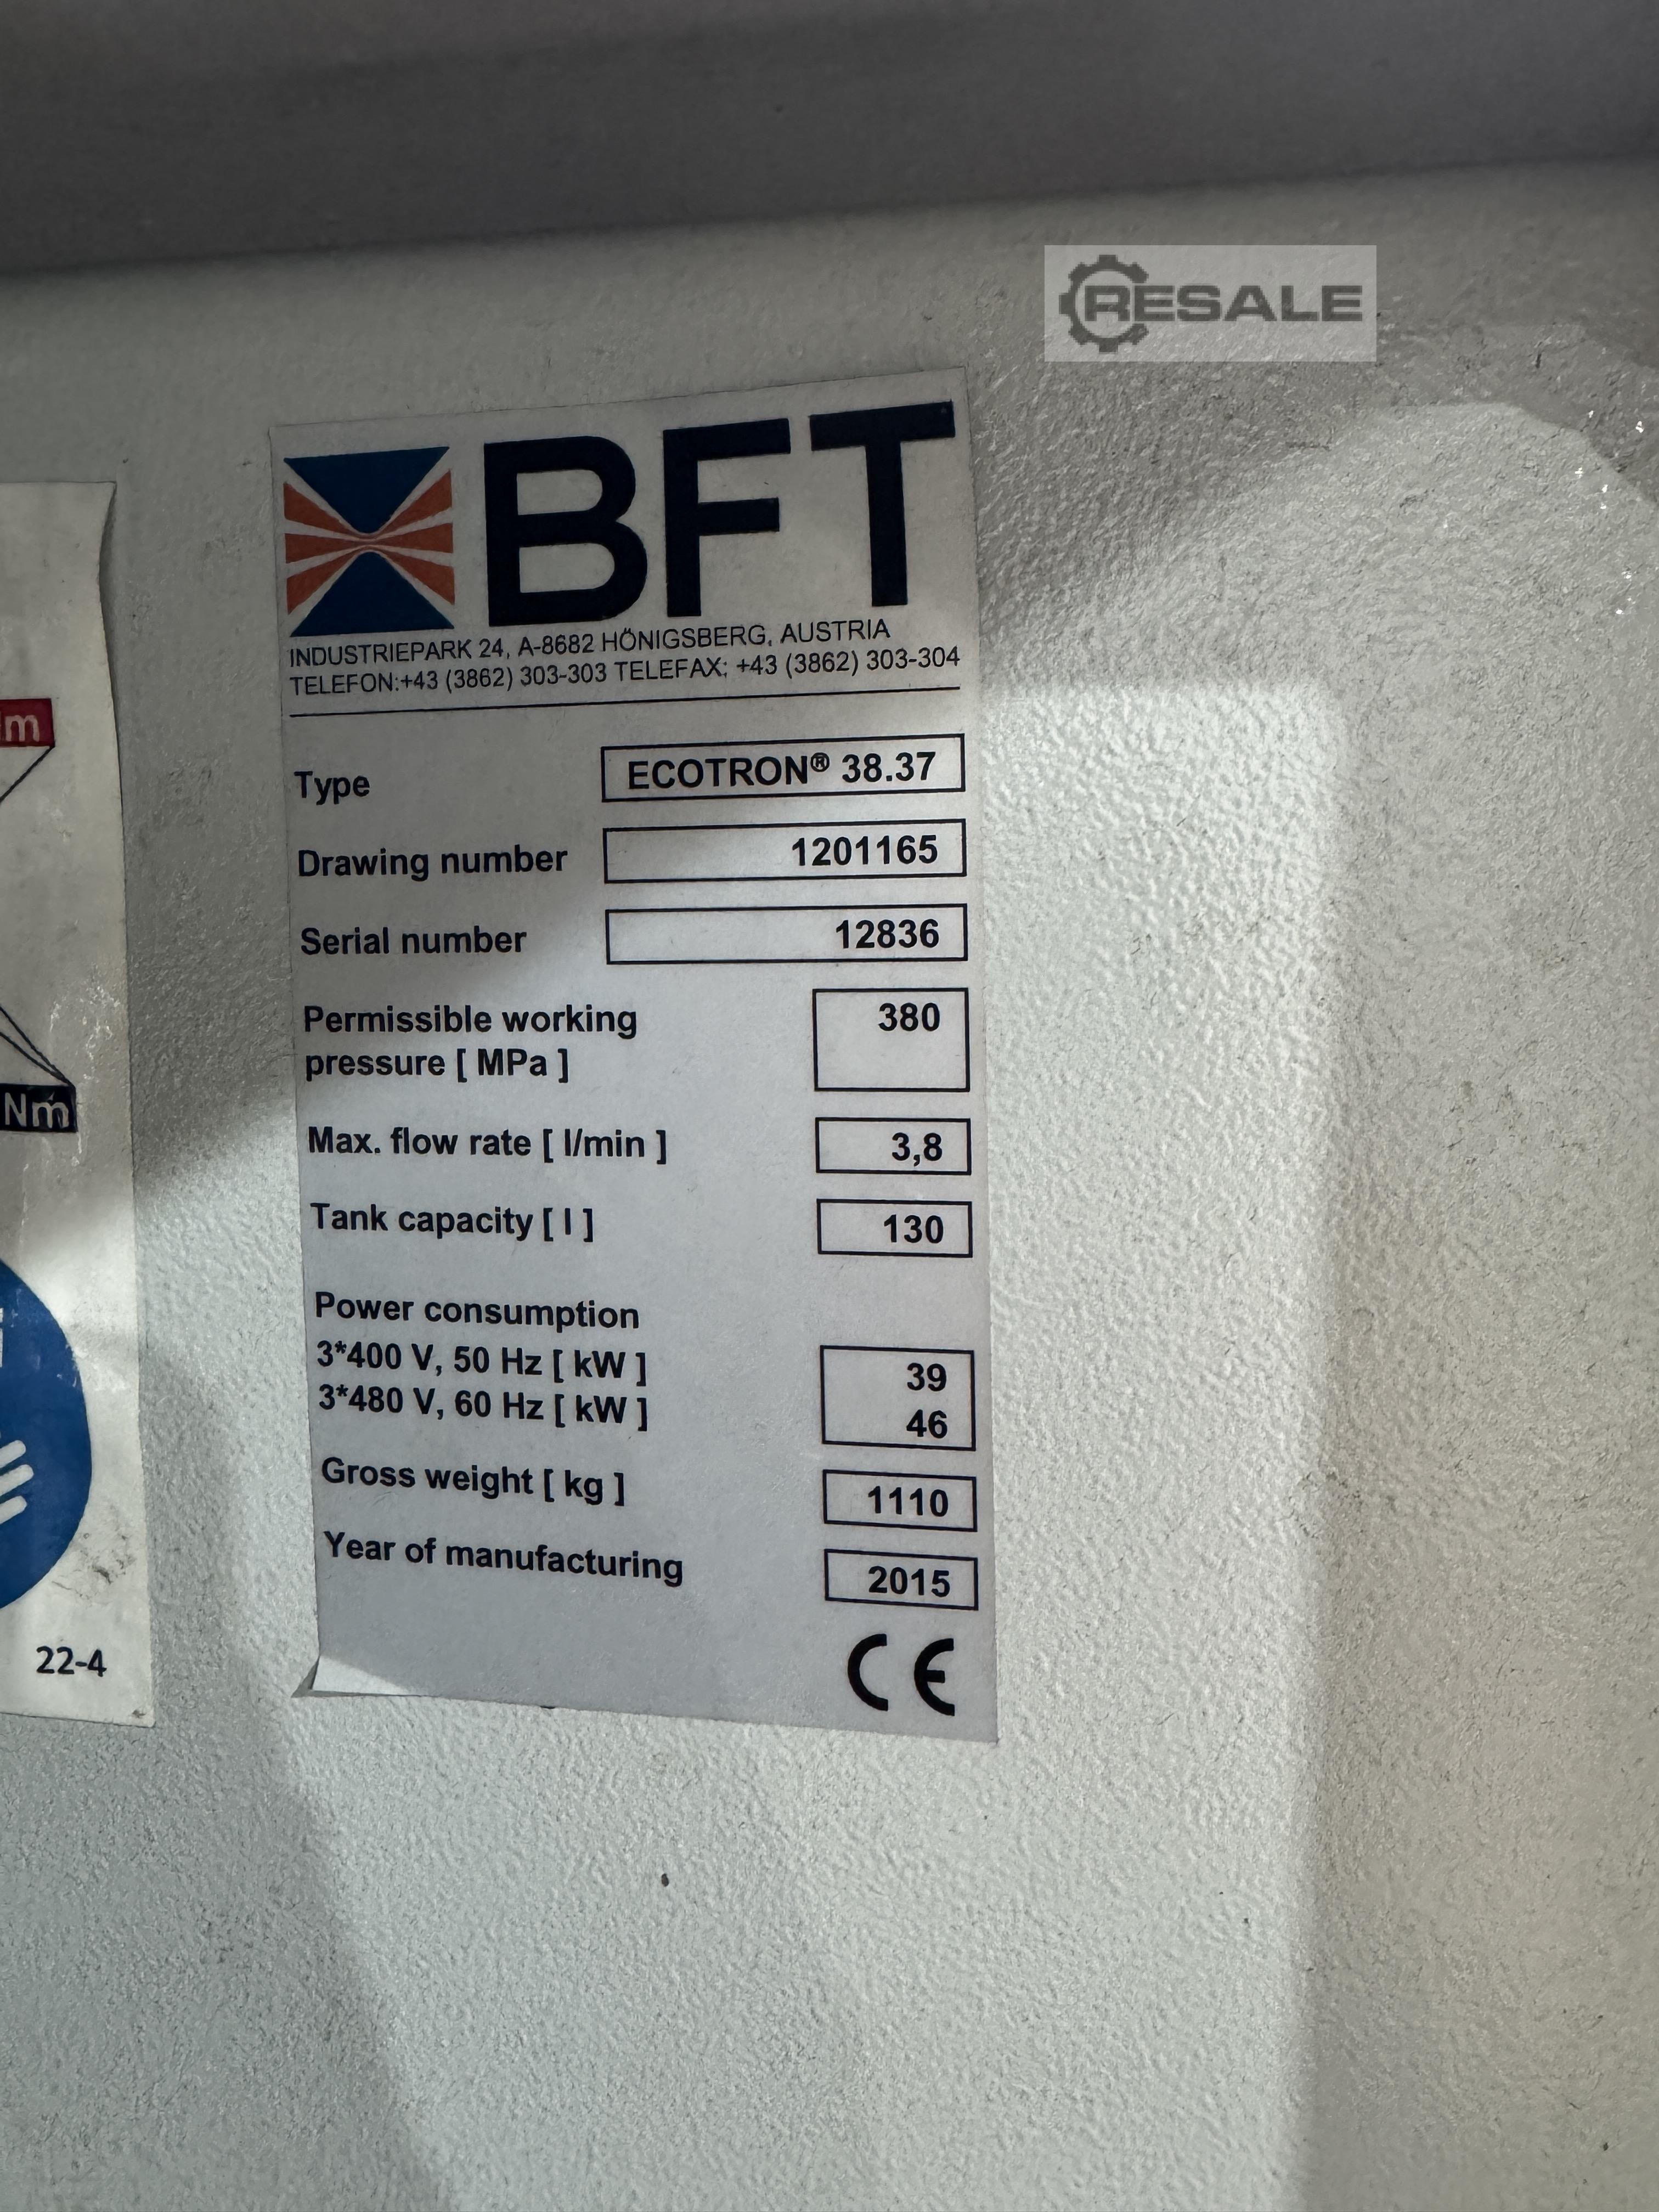 RESALE
BFT
INDUSTRIEPARK 24, A-8682 HÖNIGSBERG, AUSTRIA
TELEFON:+43 (3862) 303-303 TELEFAX: +43 (3862) 303-304
Type ECOTRON® 38.37
Drawing number 1201165
Serial number 12836
Permissible working 380
pressure [ MPa ]
Max. flow rate [ l/min ] 3,8
Tank capacity [ l ] 130
Power consumption
3*400 V, 50 Hz [ kW ] 39
3*480 V, 60 Hz [ kW ] 46
Gross weight [ kg ] 1110
Year of manufacturing 2015
CE
m
Nm
22-4